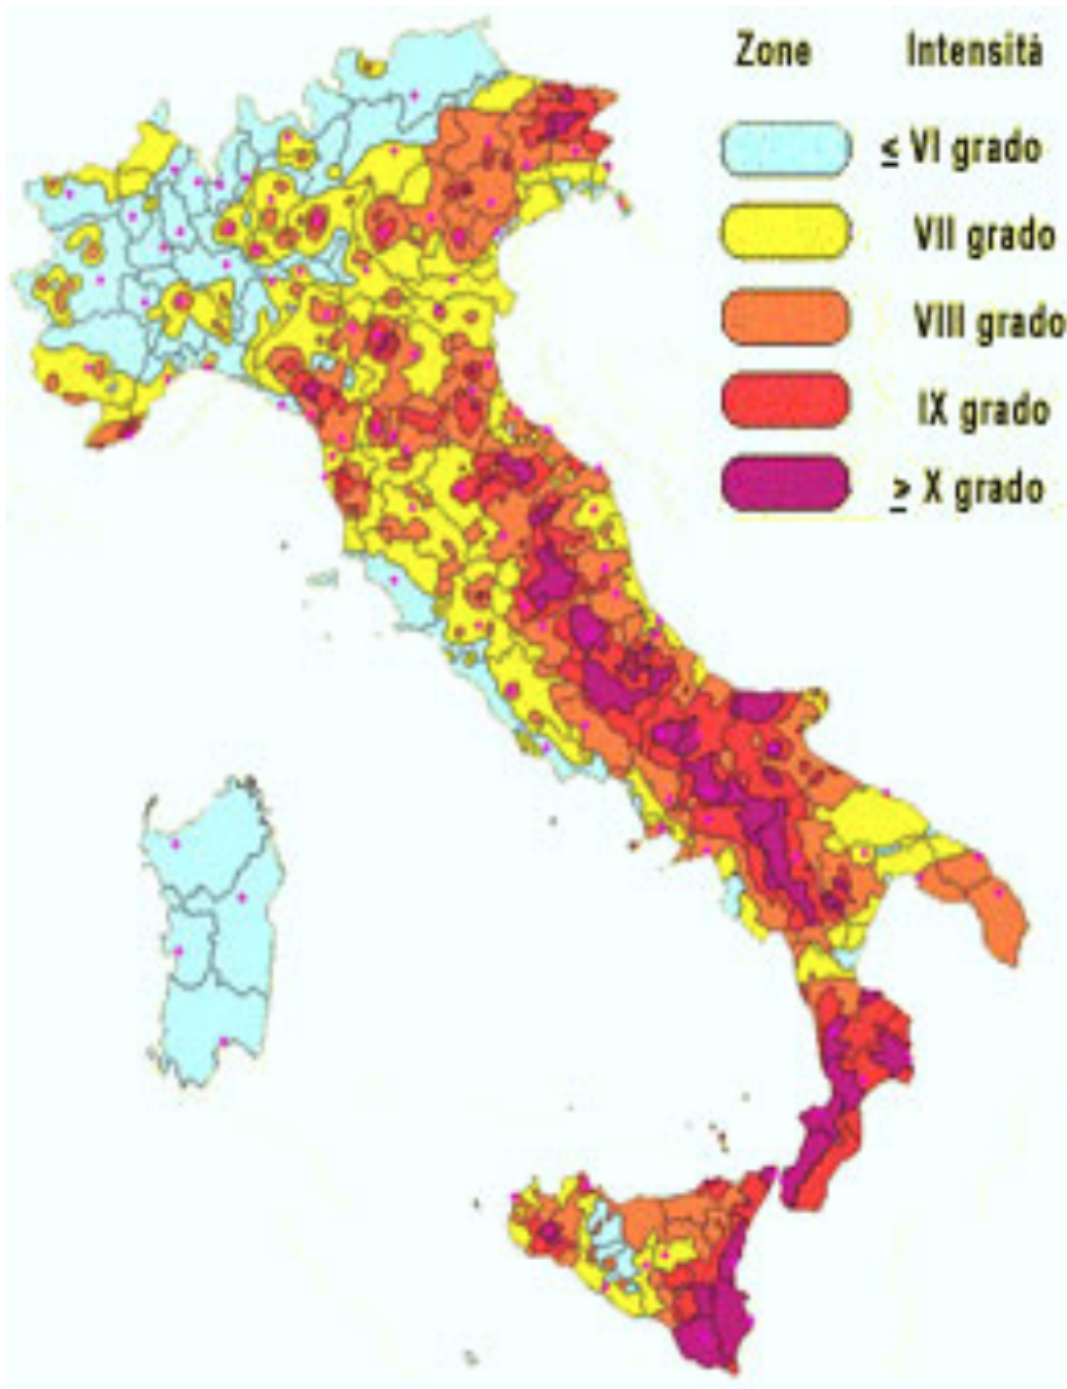 Zone Intensità
≤ VI grado
VII grado
VIII grado
IX grado
≥ X grado